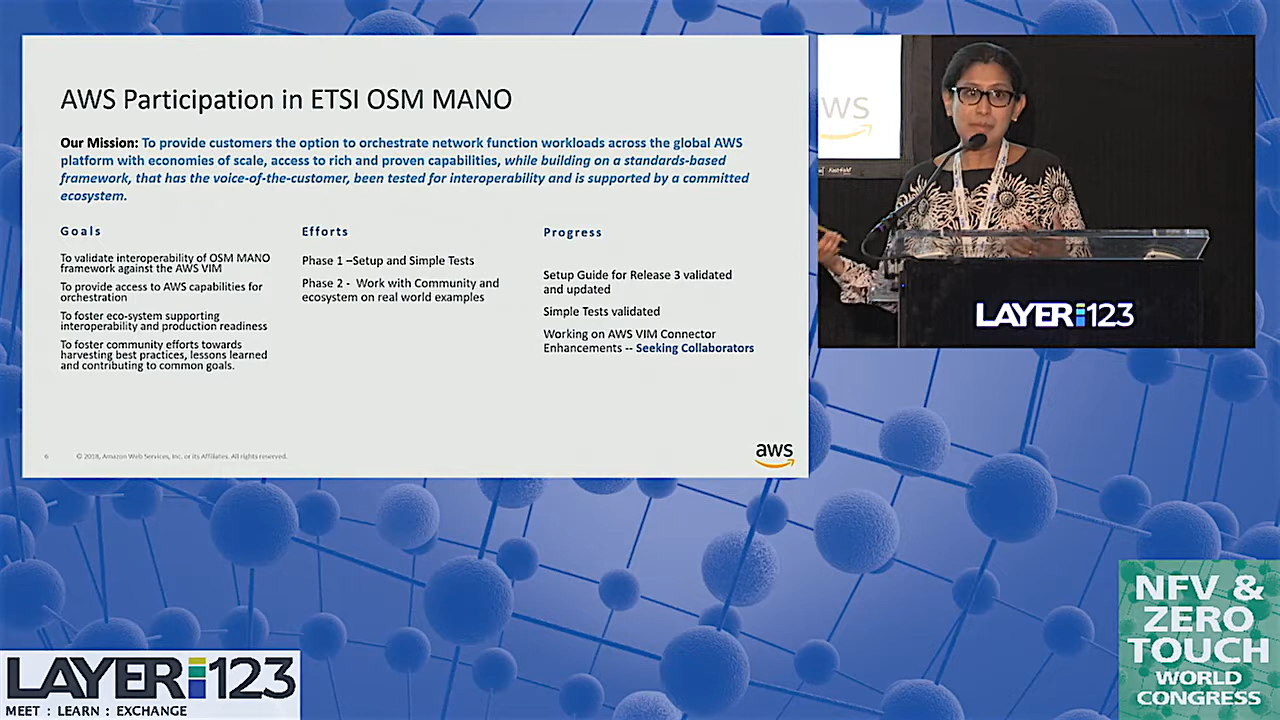 AWS Participation in ETSI OSM MANO
Our Mission: To provide customers the option to orchestrate network function workloads across the global AWS
platform with economies of scale, access to rich and proven capabilities, while building on a standards-based
framework, that has the voice-of-the-customer, been tested for interoperability and is supported by a committed
ecosystem.
Goals
To validate interoperability of OSM MANO
framework against the AWS VIM
To provide access to AWS capabilities for
orchestration
To foster eco-system supporting
interoperability and production readiness
To foster community efforts towards
harvesting best practices, lessons learned
and contributing to common goals.
Efforts
Phase 1 –Setup and Simple Tests
Phase 2 - Work with Community and
ecosystem on real world examples
Progress
Setup Guide for Release 3 validated
and updated
Simple Tests validated
Working on AWS VIM Connector
Enhancements -- Seeking Collaborators
6 © 2018, Amazon Web Services, Inc. or its Affiliates. All rights reserved.
aws
aws
LAYER123
LAYER123
MEET : LEARN : EXCHANGE
NFV &
ZERO
TOUCH
WORLD
CONGRESS